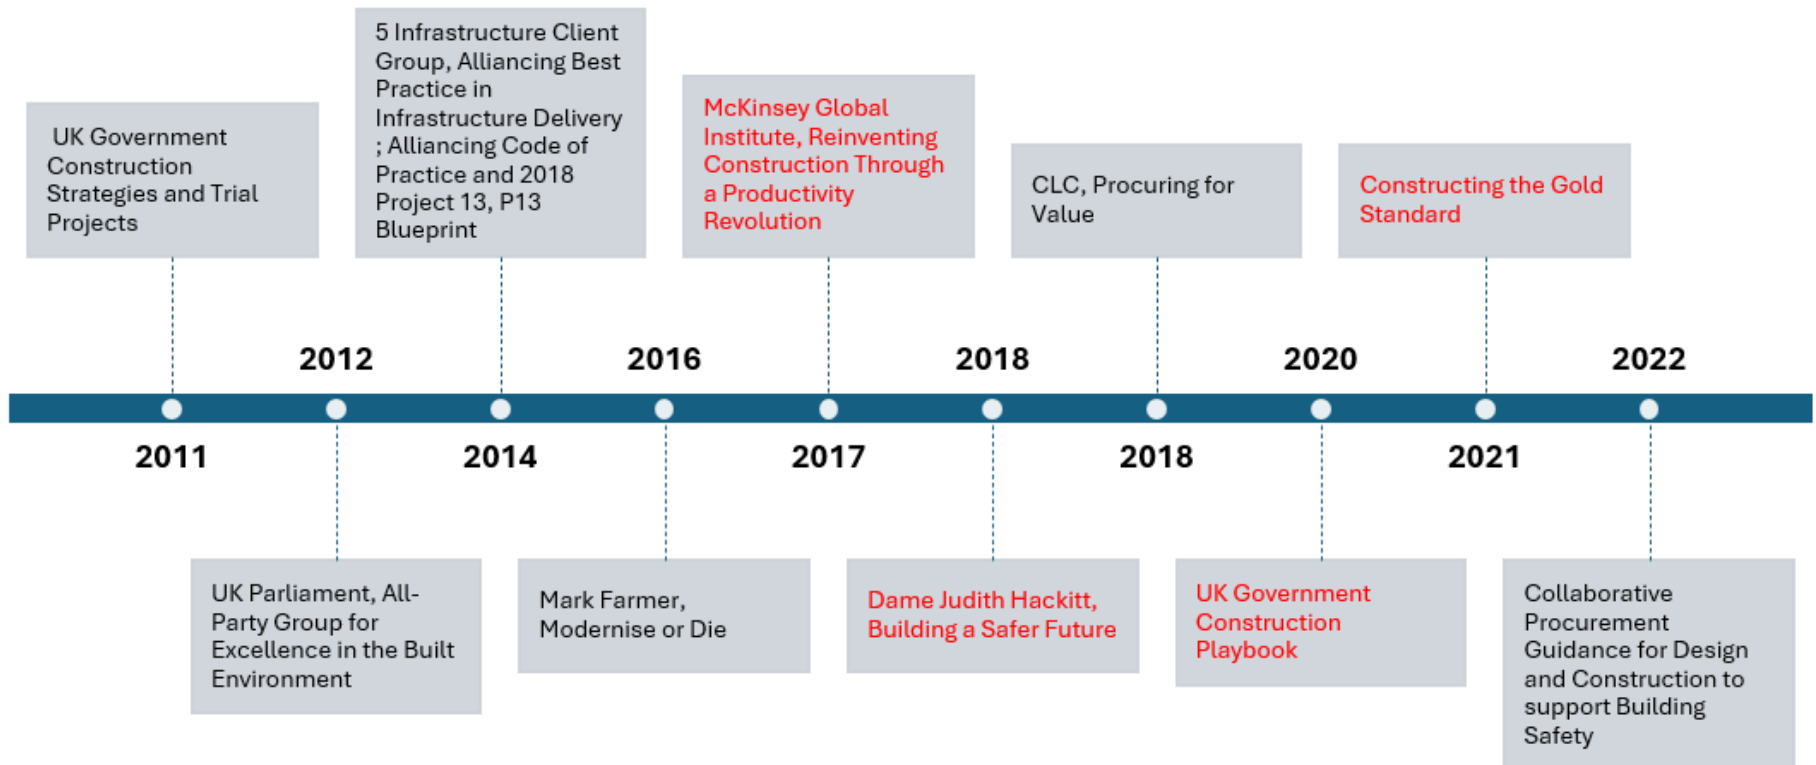 UK Government
Construction
Strategies and Trial
Projects
5 Infrastructure Client
Group, Alliancing Best
Practice in
Infrastructure Delivery
; Alliancing Code of
Practice and 2018
Project 13, P13
Blueprint
McKinsey Global
Institute, Reinventing
Construction Through
a Productivity
Revolution
CLC, Procuring for
Value
Constructing the Gold
Standard
2012
2016
2018
2020
2022
2011
2014
2017
2018
2021
UK Parliament, All-
Party Group for
Excellence in the Built
Environment
Mark Farmer,
Modernise or Die
Dame Judith Hackitt,
Building a Safer Future
UK Government
Construction
Playbook
Collaborative
Procurement
Guidance for Design
and Construction to
support Building
Safety